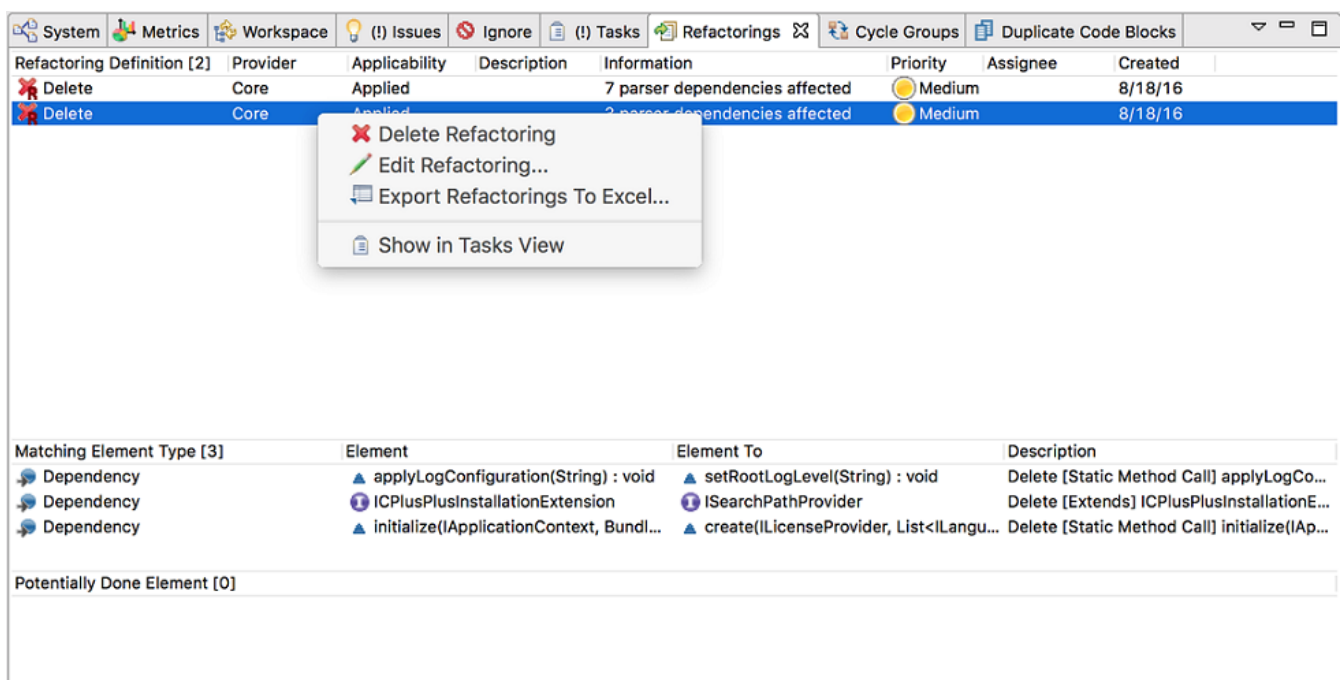 System Metrics Workspace (!) Issues Ignore (!) Tasks Refactorings Cycle Groups Duplicate Code Blocks
Refactoring Definition [2] Provider Applicability Description Information Priority Assignee Created
Delete Core Applied 7 parser dependencies affected Medium 8/18/16
Delete Core Applied parser dependencies affected Medium 8/18/16
Delete Refactoring
Edit Refactoring...
Export Refactorings To Excel...
Show in Tasks View
Matching Element Type [3] Element Element To Description
Dependency applyLogConfiguration(String) : void setRootLogLevel(String) : void Delete [Static Method Call] applyLogCo...
Dependency ICPlusPlusInstallationExtension ISearchPathProvider Delete [Extends] ICPlusPlusInstallationE...
Dependency initialize(IApplicationContext, Bundl... create(ILicenseProvider, List<ILangu... Delete [Static Method Call] initialize(IAp...
Potentially Done Element [0]